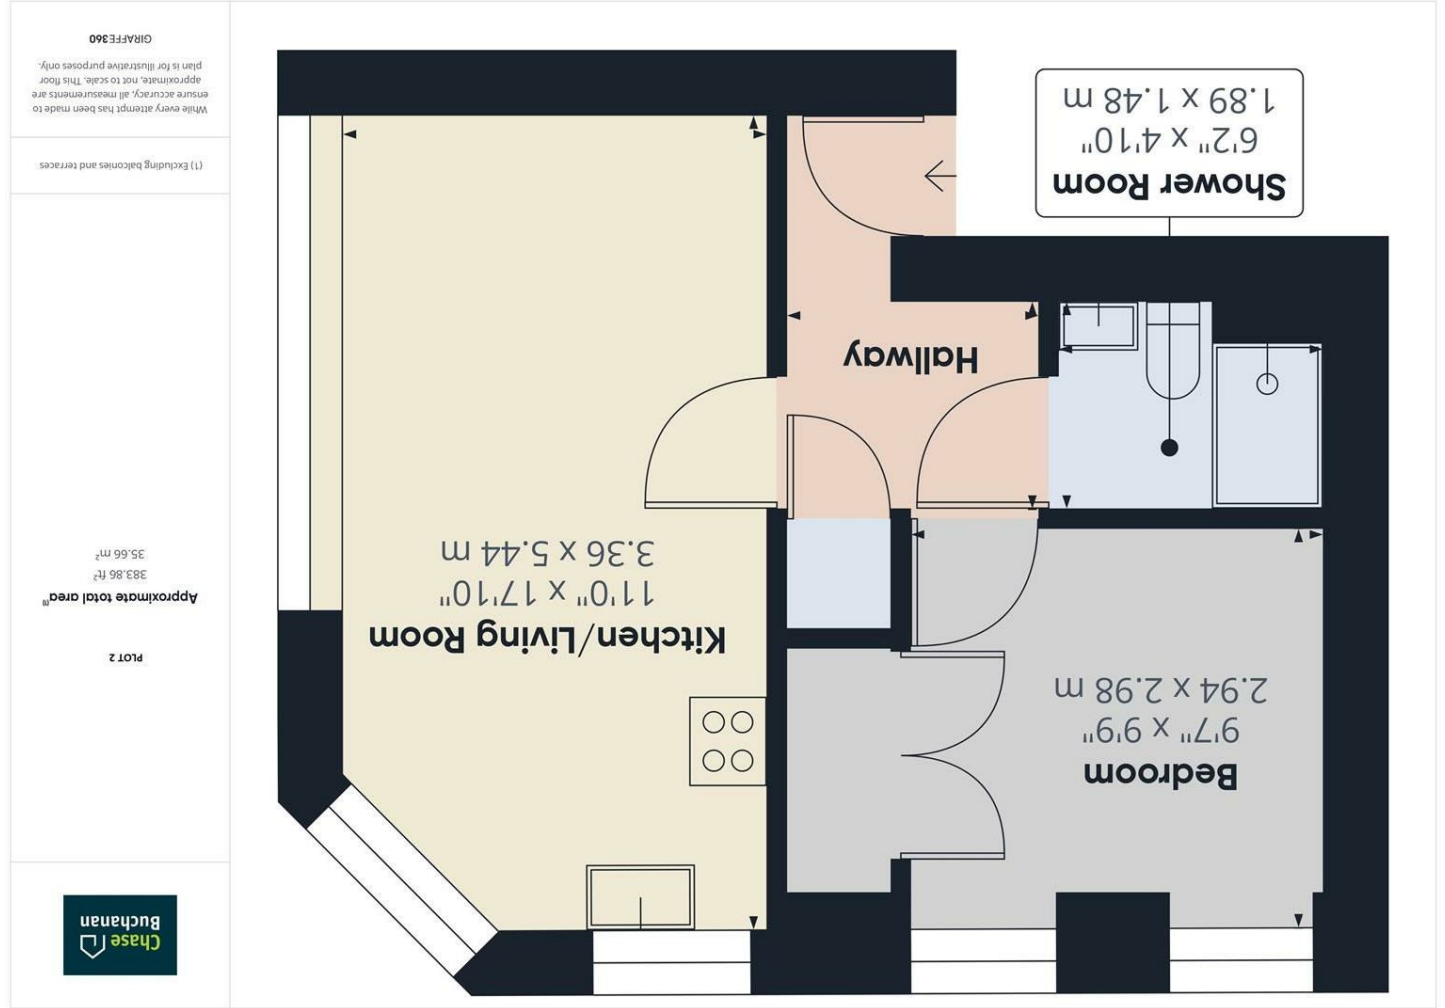 Chase
Buchanan
PLOT 2
Approximate total area⁽¹⁾
383.86 ft²
35.66 m²
(1) Excluding balconies and terraces
While every attempt has been made to
ensure accuracy, all measurements are
approximate, not to scale. This floor
plan is for illustrative purposes only.
GIRAFFE360
Bedroom
9'7" x 9'9"
2.94 x 2.98 m
Kitchen/Living Room
11'0" x 17'10"
3.36 x 5.44 m
Hallway
Shower Room
6'2" x 4'10"
1.89 x 1.48 m